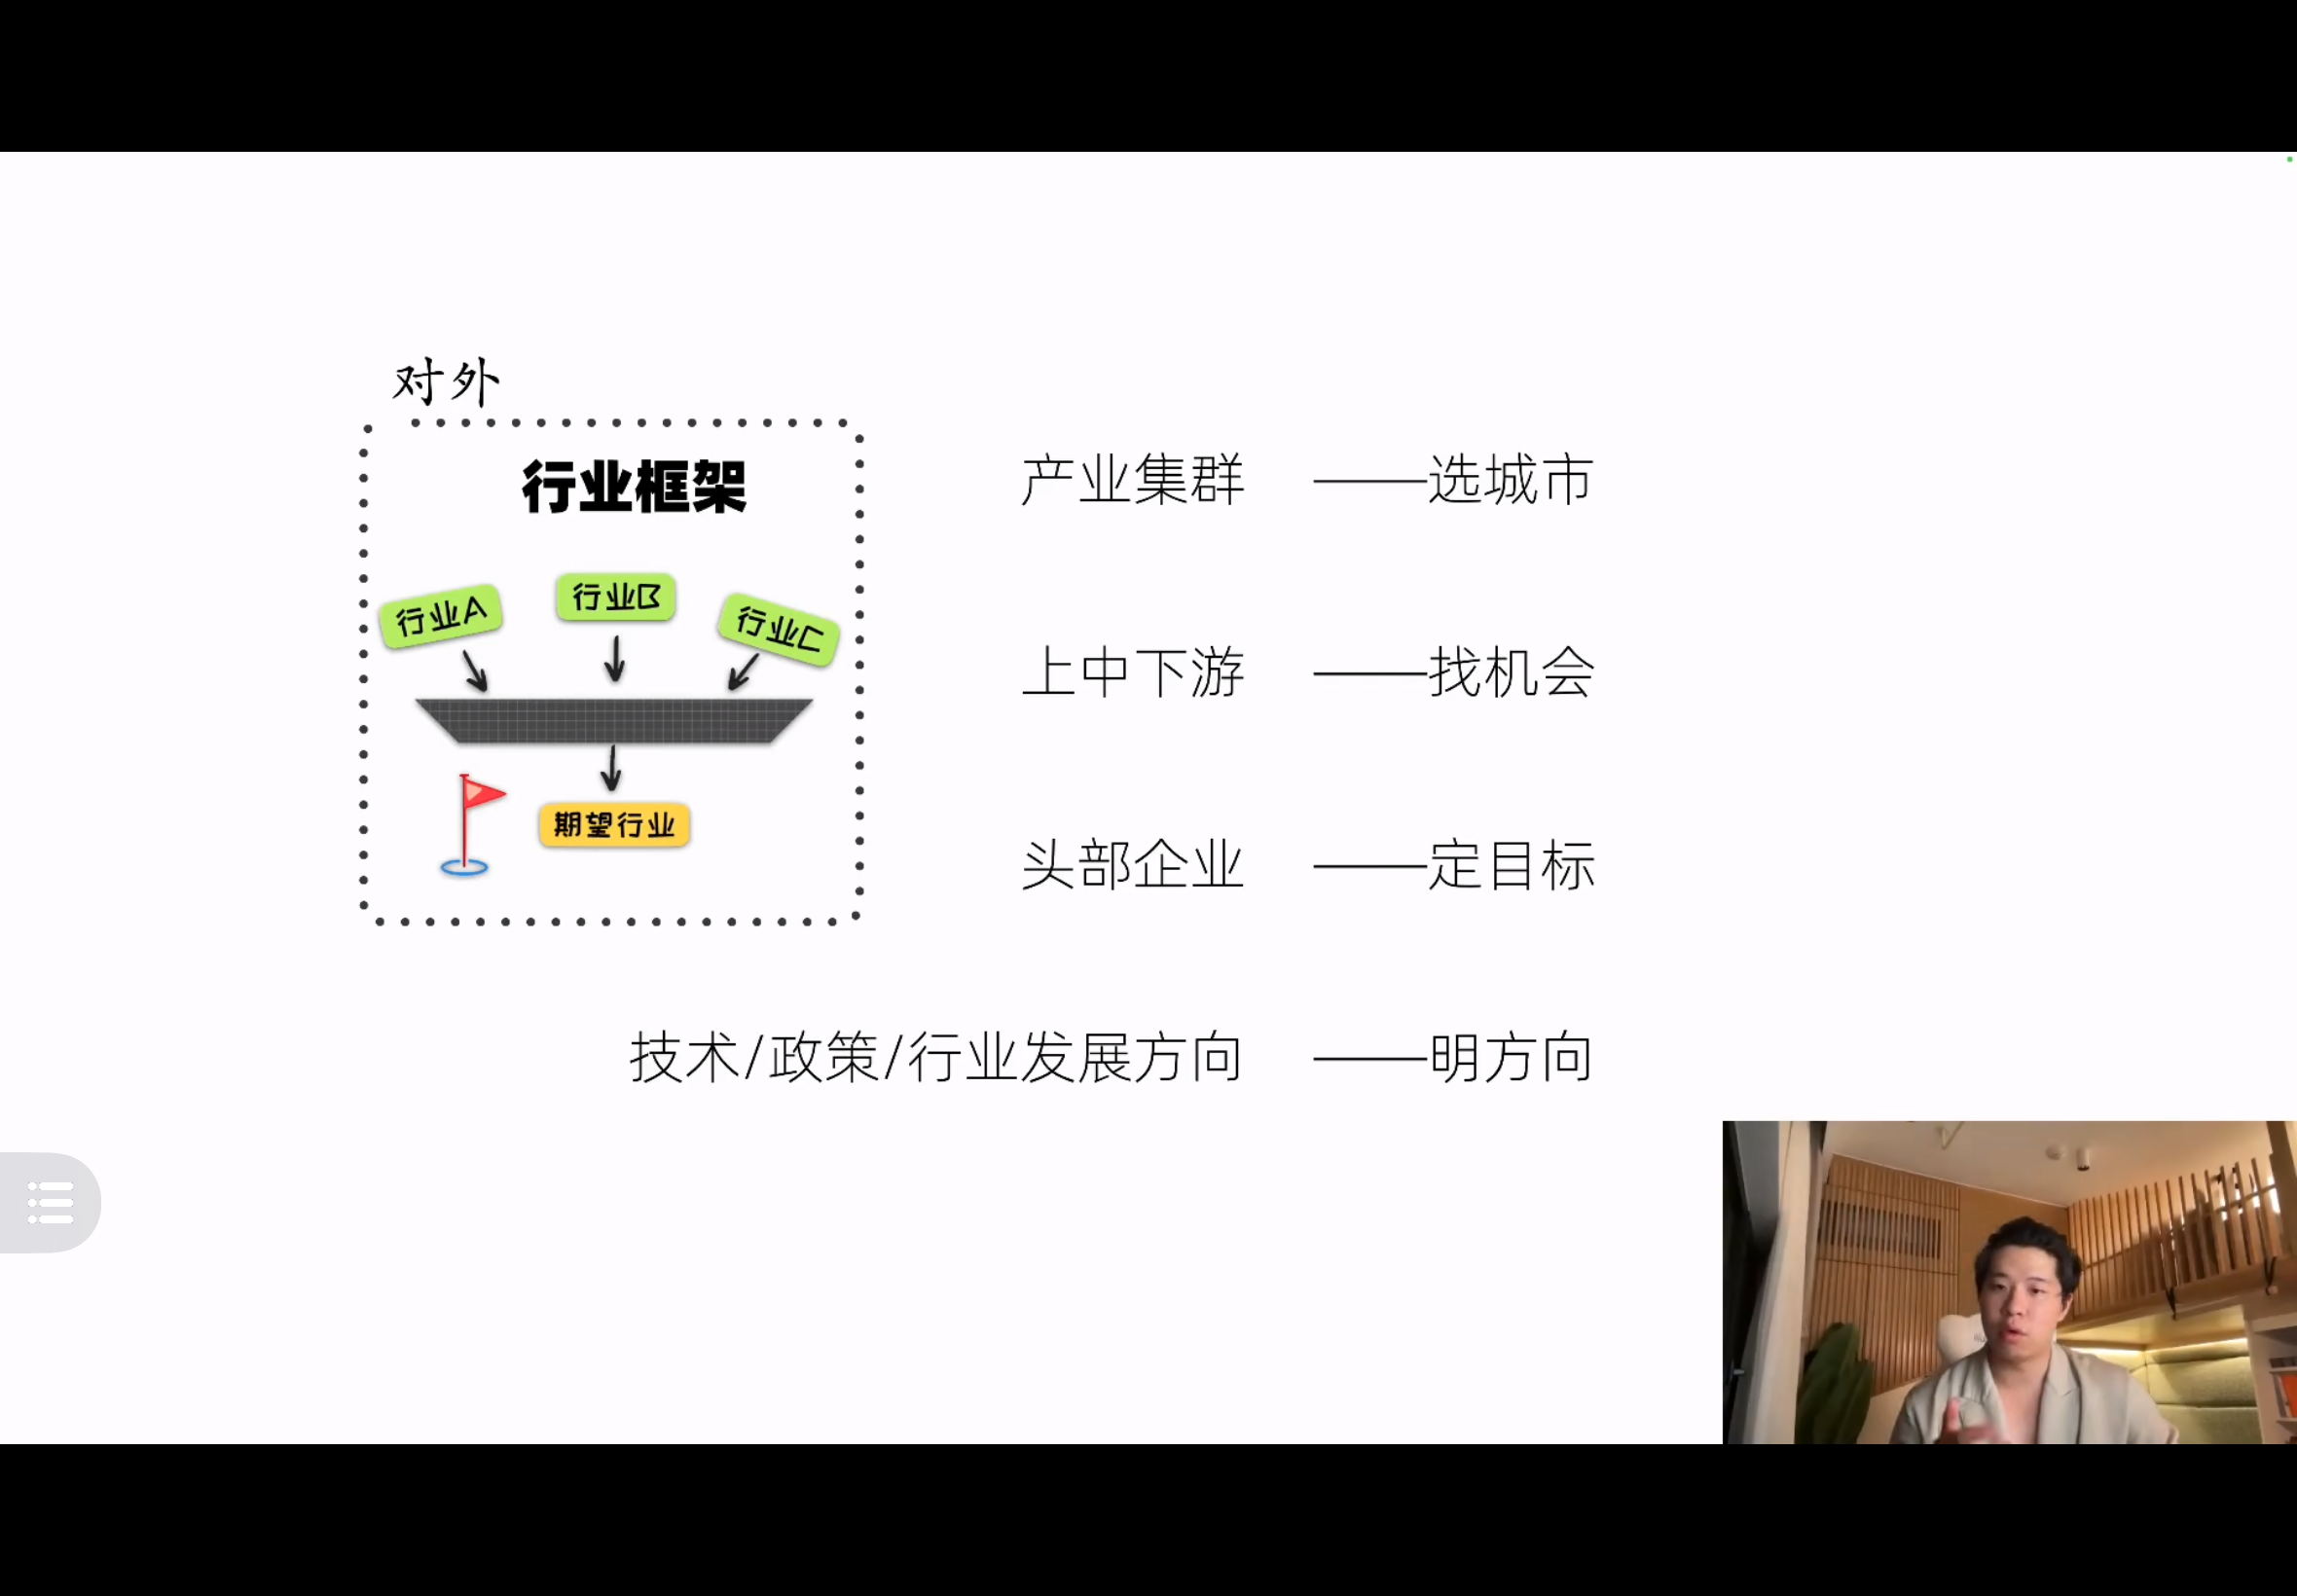 对外
行业框架
行业A
行业B
行业C
期望行业
产业集群 ——选城市
上中下游 ——找机会
头部企业 ——定目标
技术/政策/行业发展方向 ——明方向